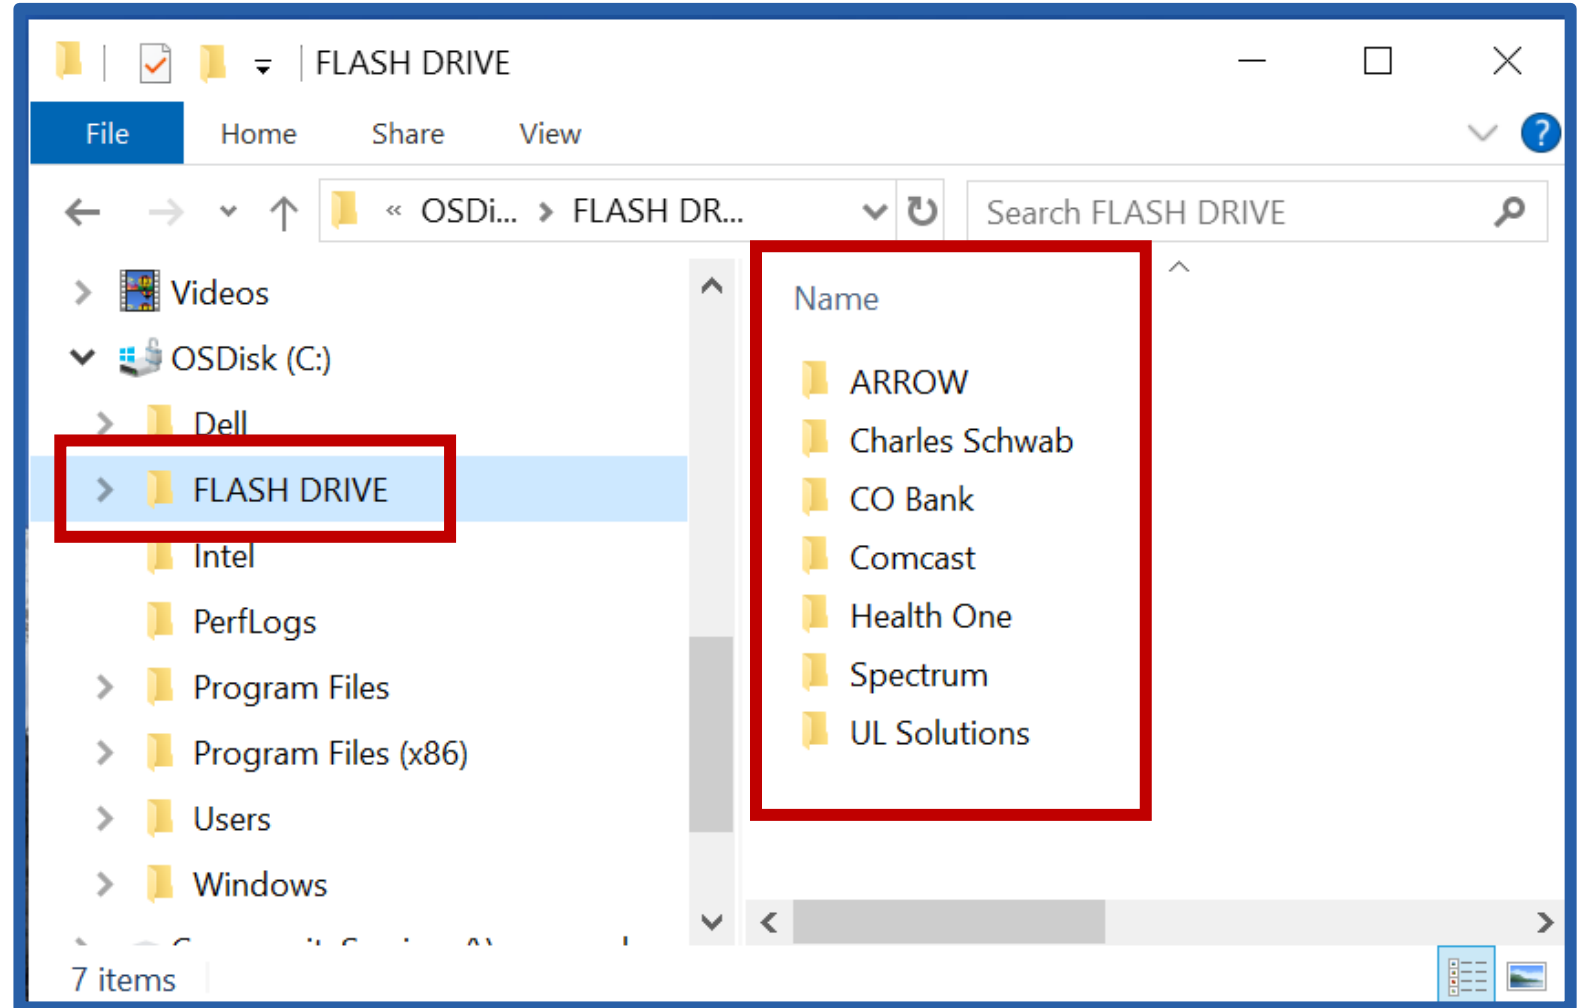 FLASH DRIVE
File Home Share View
« OSDi... > FLASH DR... Search FLASH DRIVE
Videos
OSDisk (C:)
Dell
FLASH DRIVE
Intel
PerfLogs
Program Files
Program Files (x86)
Users
Windows
Name
ARROW
Charles Schwab
CO Bank
Comcast
Health One
Spectrum
UL Solutions
7 items